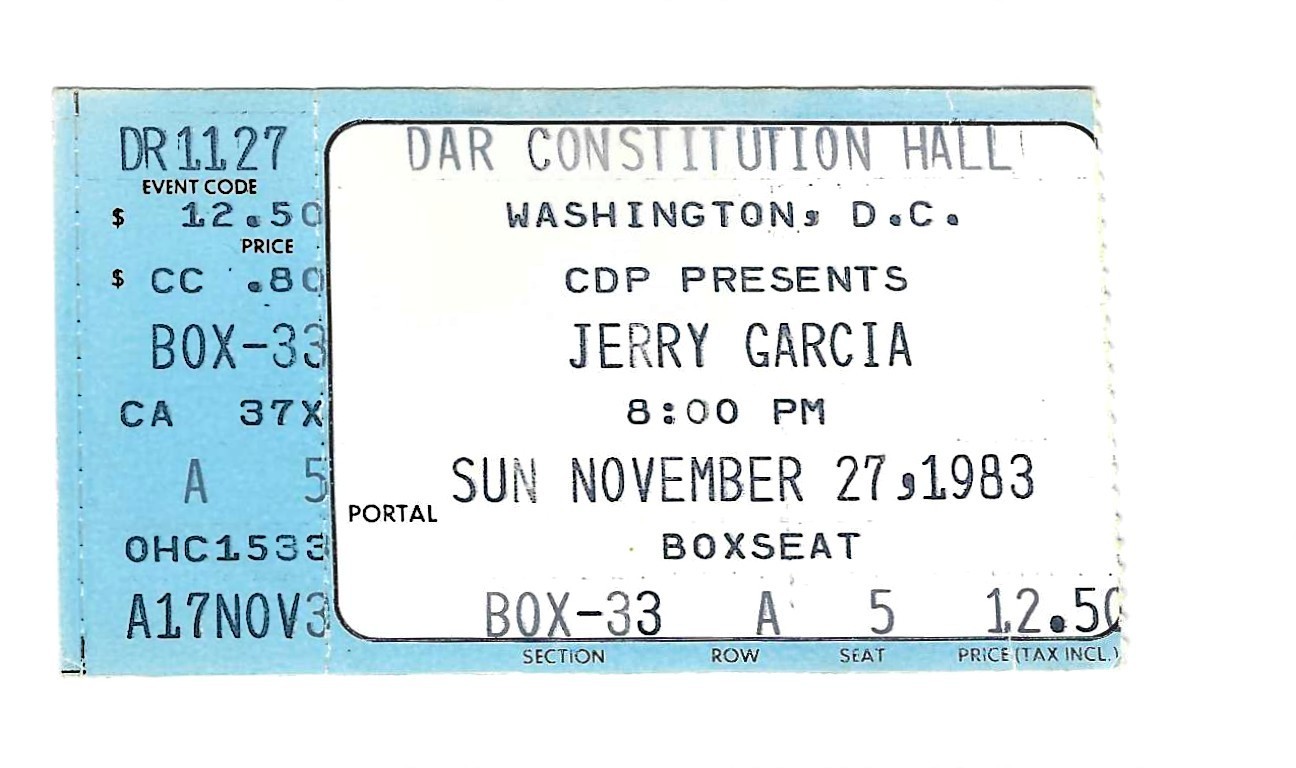 DR1127
EVENT CODE
$ 12.50
PRICE
$ CC .80
BOX-33
CA 37X
A 5
OHC1533
A17NOV3
DAR CONSTITUTION HALL
WASHINGTON, D.C.
CDP PRESENTS
JERRY GARCIA
8:00 PM
SUN NOVEMBER 27,1983
PORTAL
BOXSEAT
BOX-33 A 5 12.50
SECTION ROW SEAT PRICE (TAX INCL.)